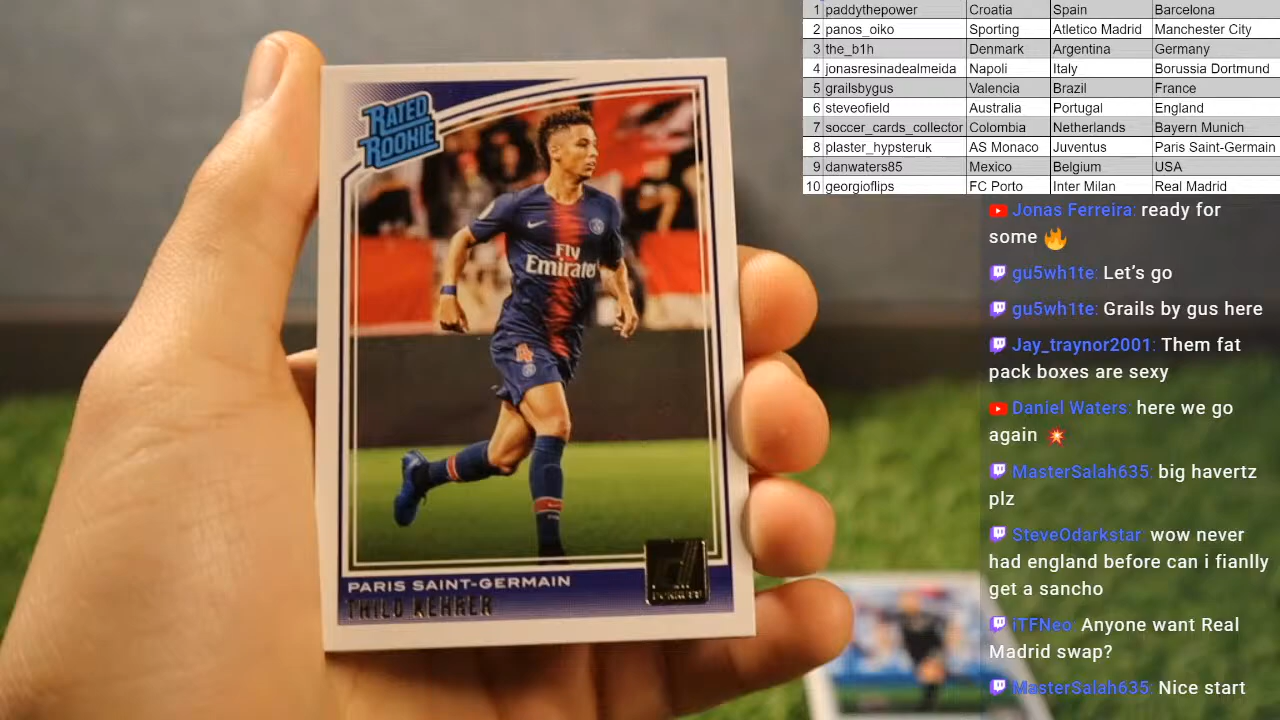 1 paddythepower Croatia Spain Barcelona
2 panos_oiko Sporting Atletico Madrid Manchester City
3 the_b1h Denmark Argentina Germany
4 jonasresinadealmeida Napoli Italy Borussia Dortmund
5 grailsbygus Valencia Brazil France
6 steveofield Australia Portugal England
7 soccer_cards_collector Colombia Netherlands Bayern Munich
8 plaster_hypsteruk AS Monaco Juventus Paris Saint-Germain
9 danwaters85 Mexico Belgium USA
10 georgioflips FC Porto Inter Milan Real Madrid
RATED
ROOKIE
Fly
Emirates
PARIS SAINT-GERMAIN
THILO KEHRER
DONRUSS
Jonas Ferreira: ready for
some 🔥
gu5wh1te: Let's go
gu5wh1te: Grails by gus here
Jay_traynor2001: Them fat
pack boxes are sexy
Daniel Waters: here we go
again 💥
MasterSalah635: big havertz
plz
SteveOdarkstar: wow never
had england before can i fianlly
get a sancho
iTFNeo: Anyone want Real
Madrid swap?
MasterSalah635: Nice start